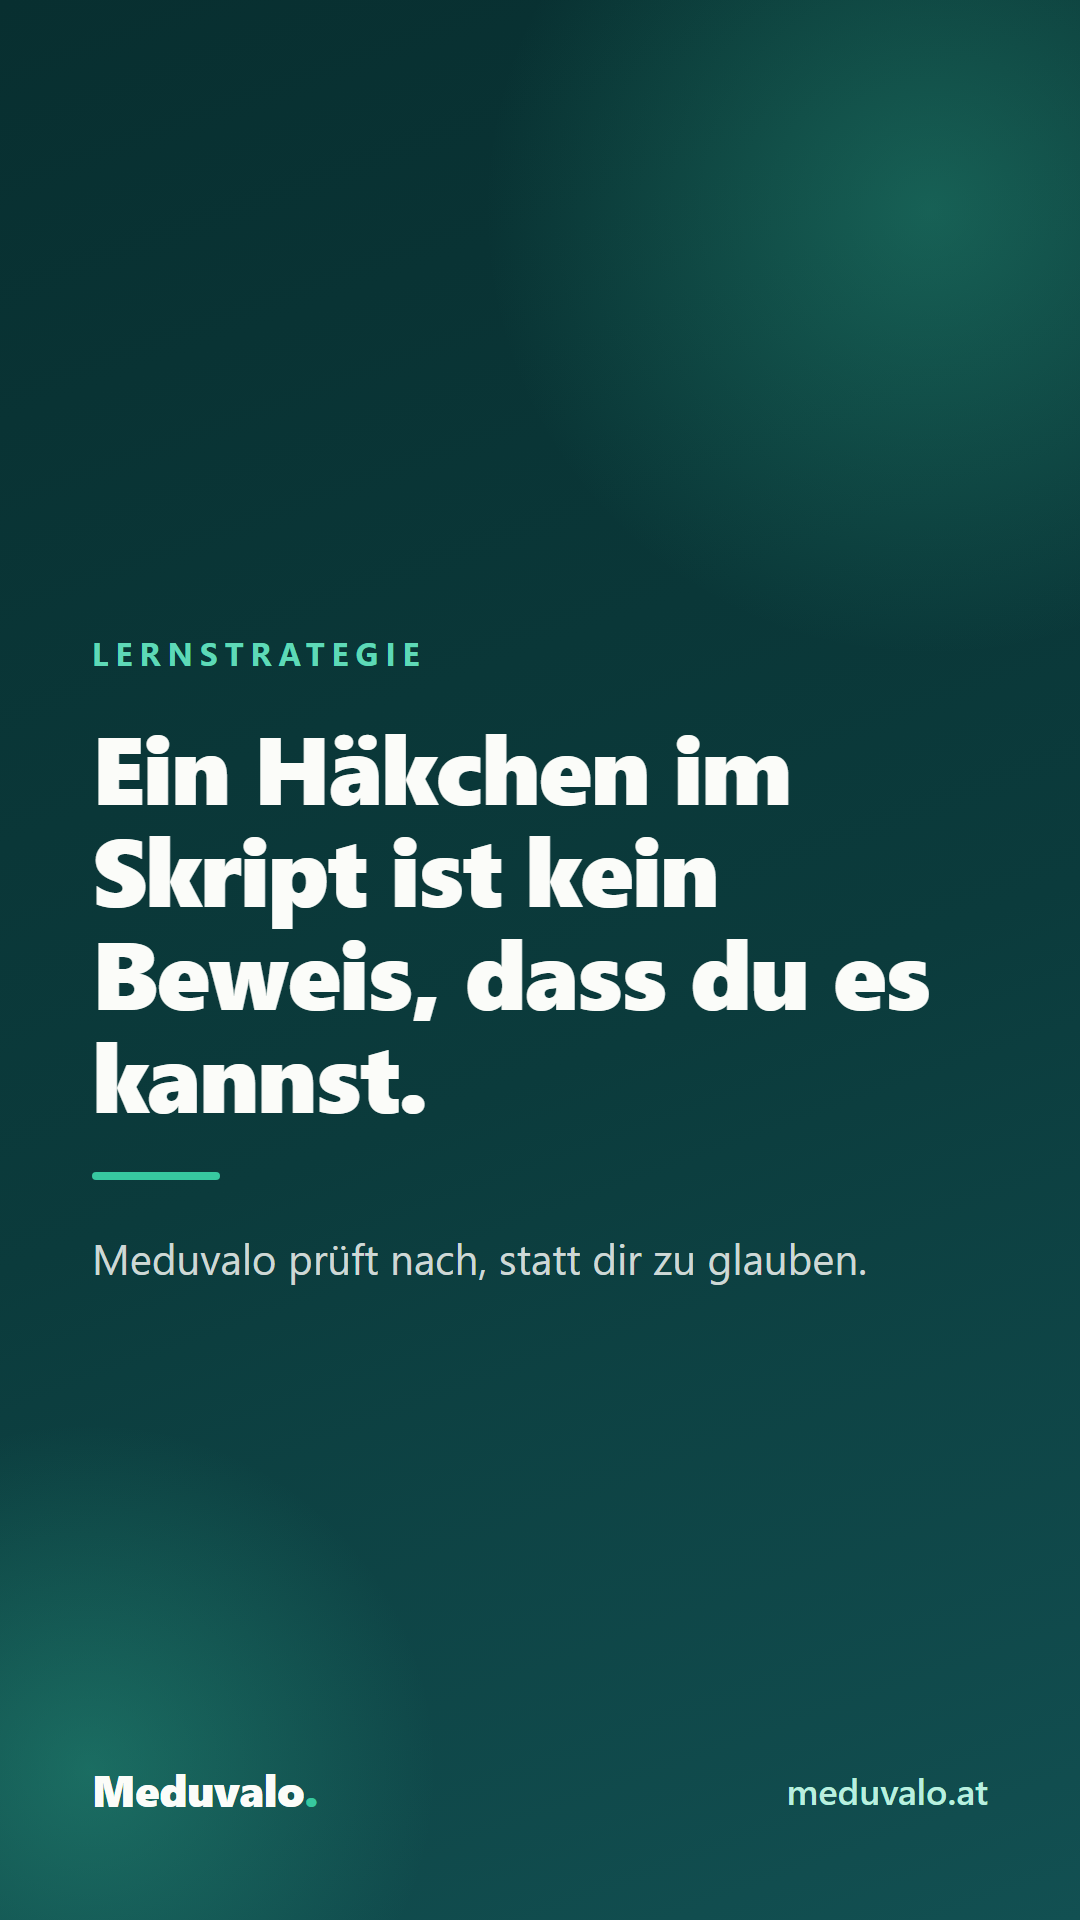 LERNSTRATEGIE
Ein Häkchen im
Skript ist kein
Beweis, dass du es
kannst.
Meduvalo prüft nach, statt dir zu glauben.
Meduvalo.
meduvalo.at